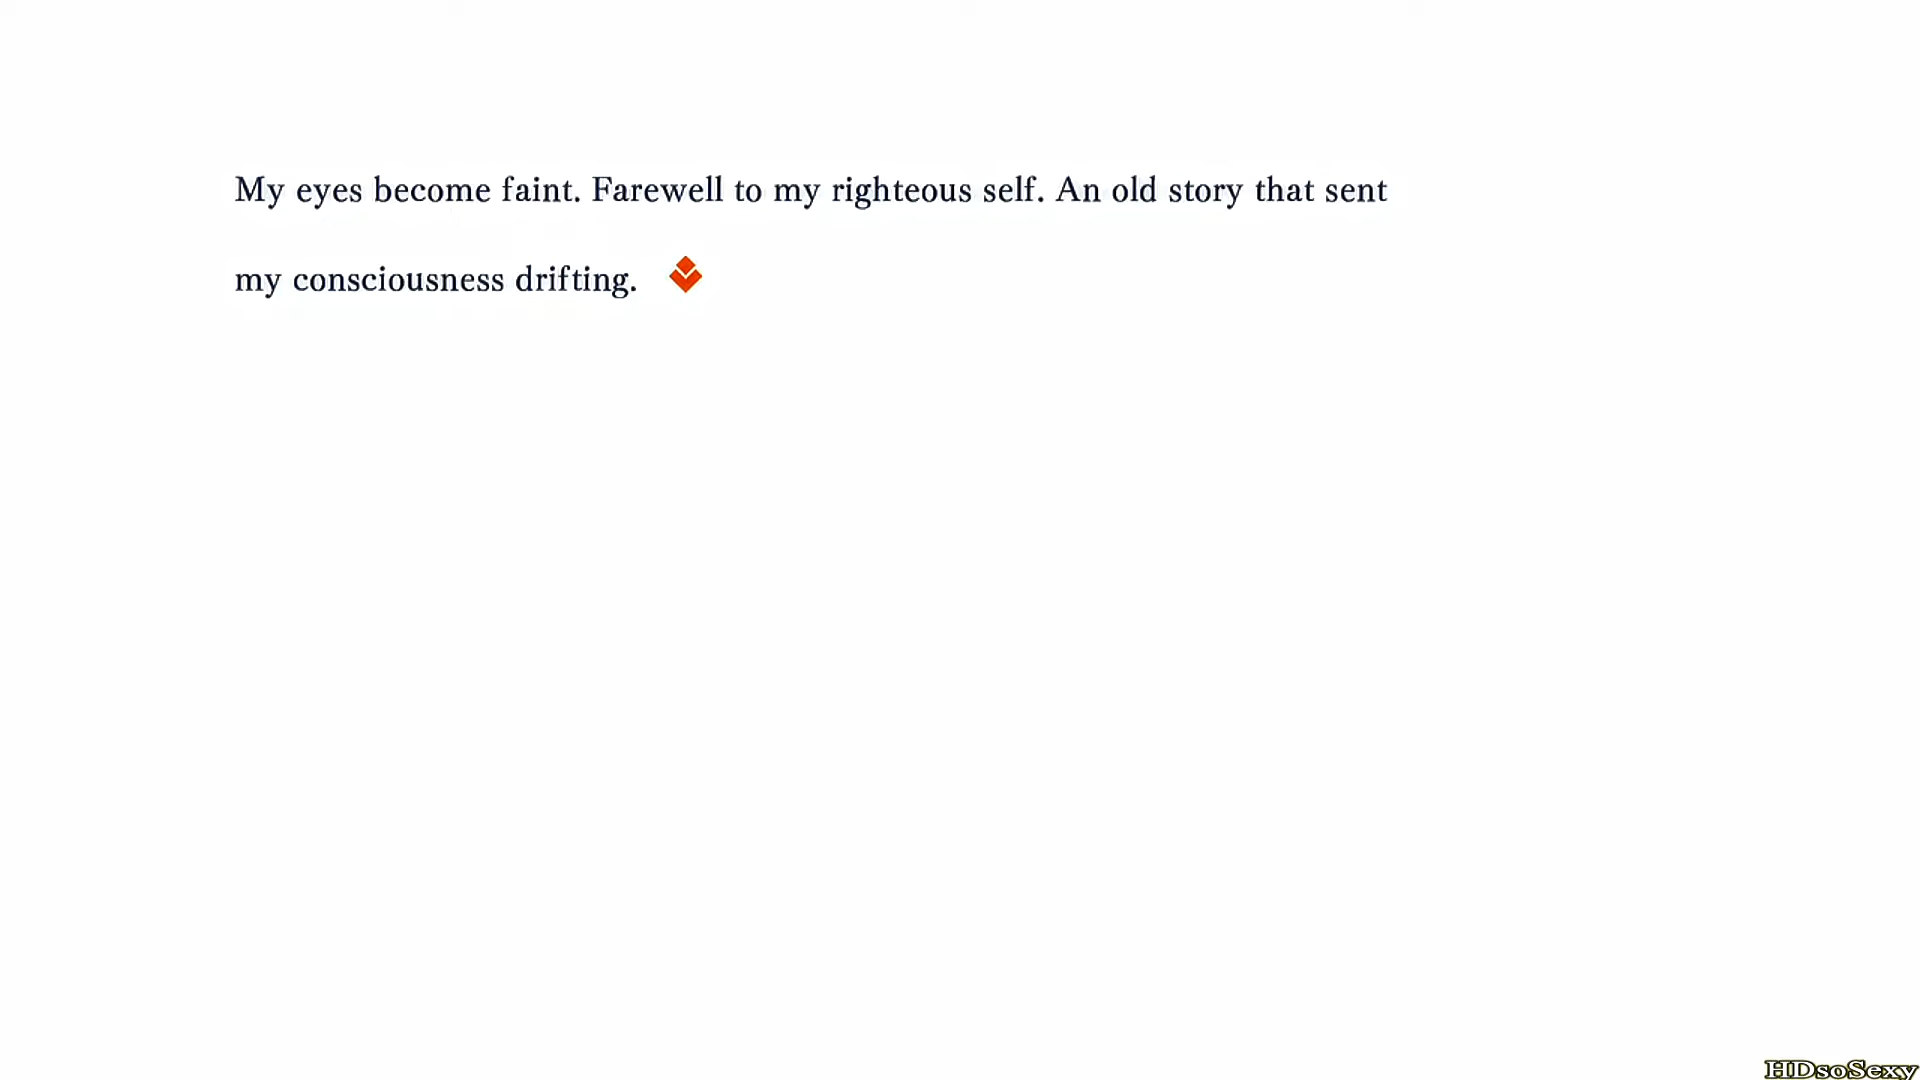 My eyes become faint. Farewell to my righteous self. An old story that sent
my consciousness drifting.
HDsoSexy